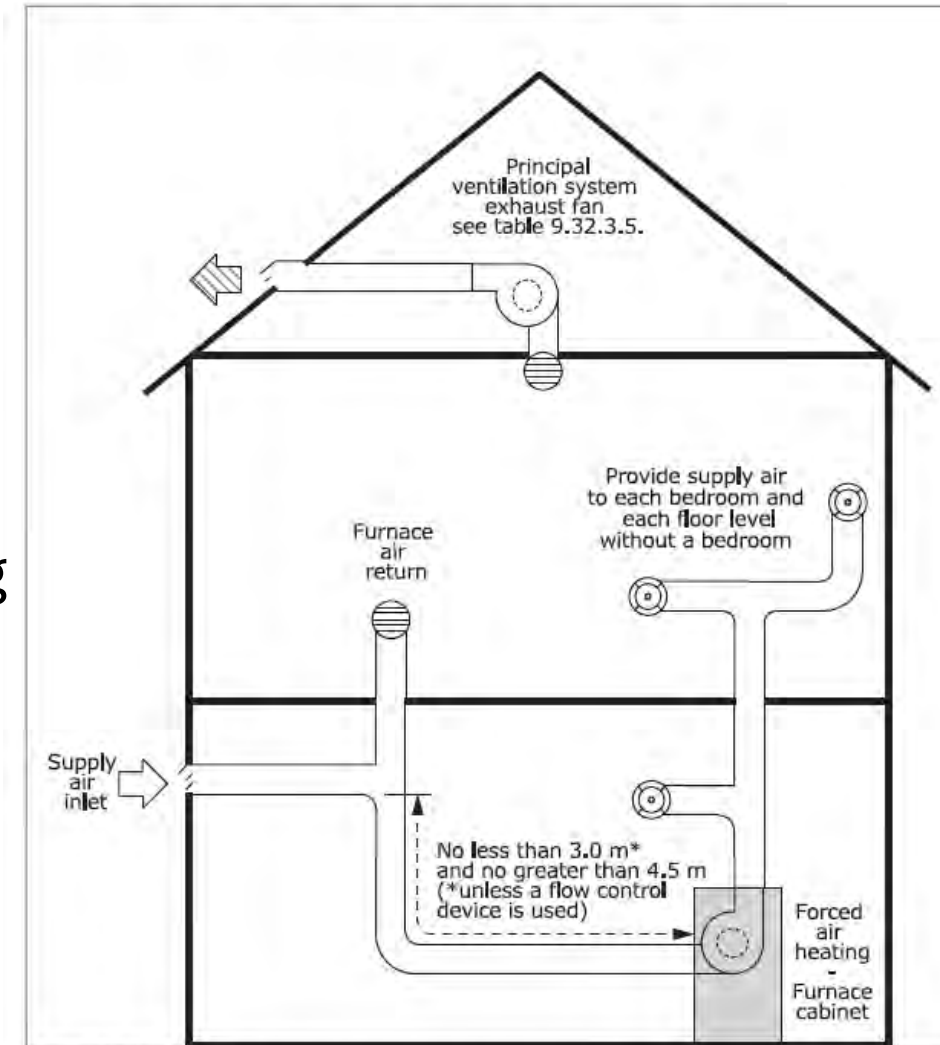 Principal
ventilation system
exhaust fan
see table 9.32.3.5.
Provide supply air
to each bedroom and
each floor level
without a bedroom
Furnace
air
return
g
Supply
air
inlet
No less than 3.0 m*
and no greater than 4.5 m
(*unless a flow control
device is used)
Forced
air
heating
-
Furnace
cabinet